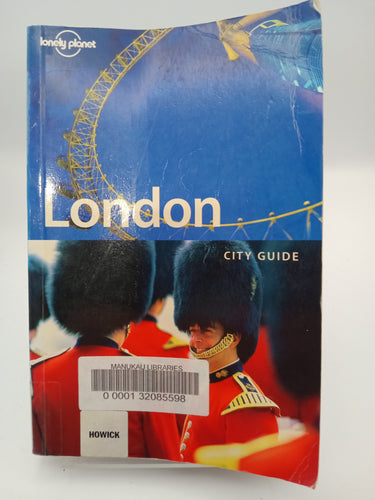 lonely planet
London
CITY GUIDE
MANUKAU LIBRARIES
0 0001 32085598
HOWICK